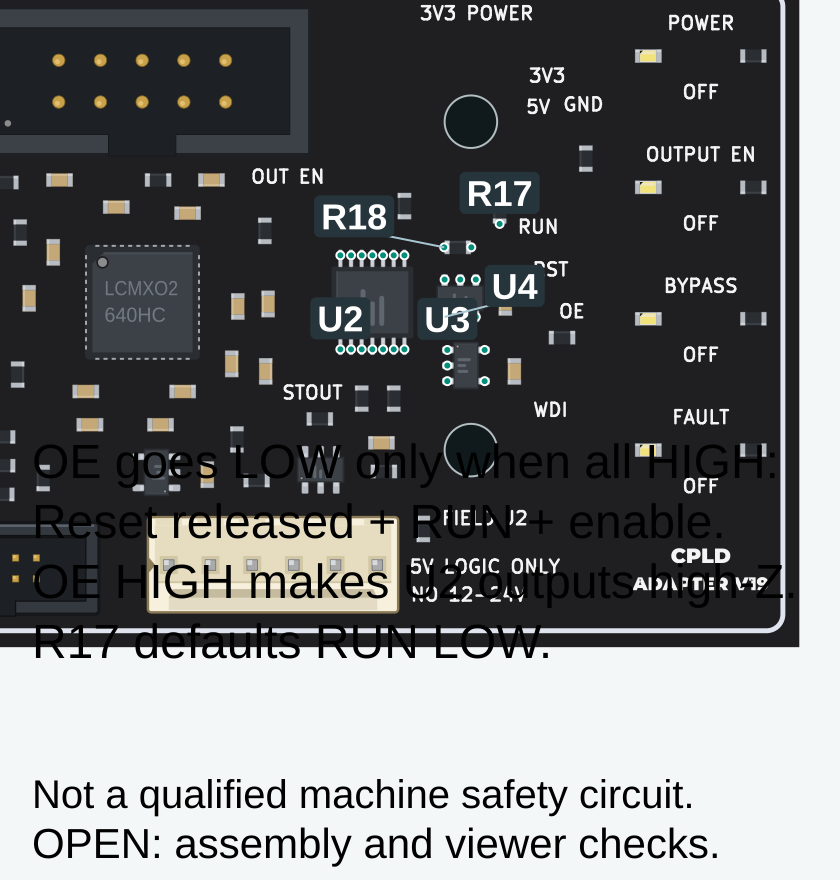 3V3 POWER
POWER
3V3
5V GND
OFF
OUTPUT EN
OUT EN
R17
R18
RUN
OFF
RST
U4
BYPASS
LCMXO2
640HC
U2
U3
OE
OFF
STOUT
WDI
FAULT
OE goes LOW only when all HIGH:
OFF
Reset released + RUN + enable.
FIELD U2
5V LOGIC ONLY
CPLD
OE HIGH makes U2 outputs high-Z.
NO 12-24V
ADAPTER
R17 defaults RUN LOW.
Not a qualified machine safety circuit.
OPEN: assembly and viewer checks.